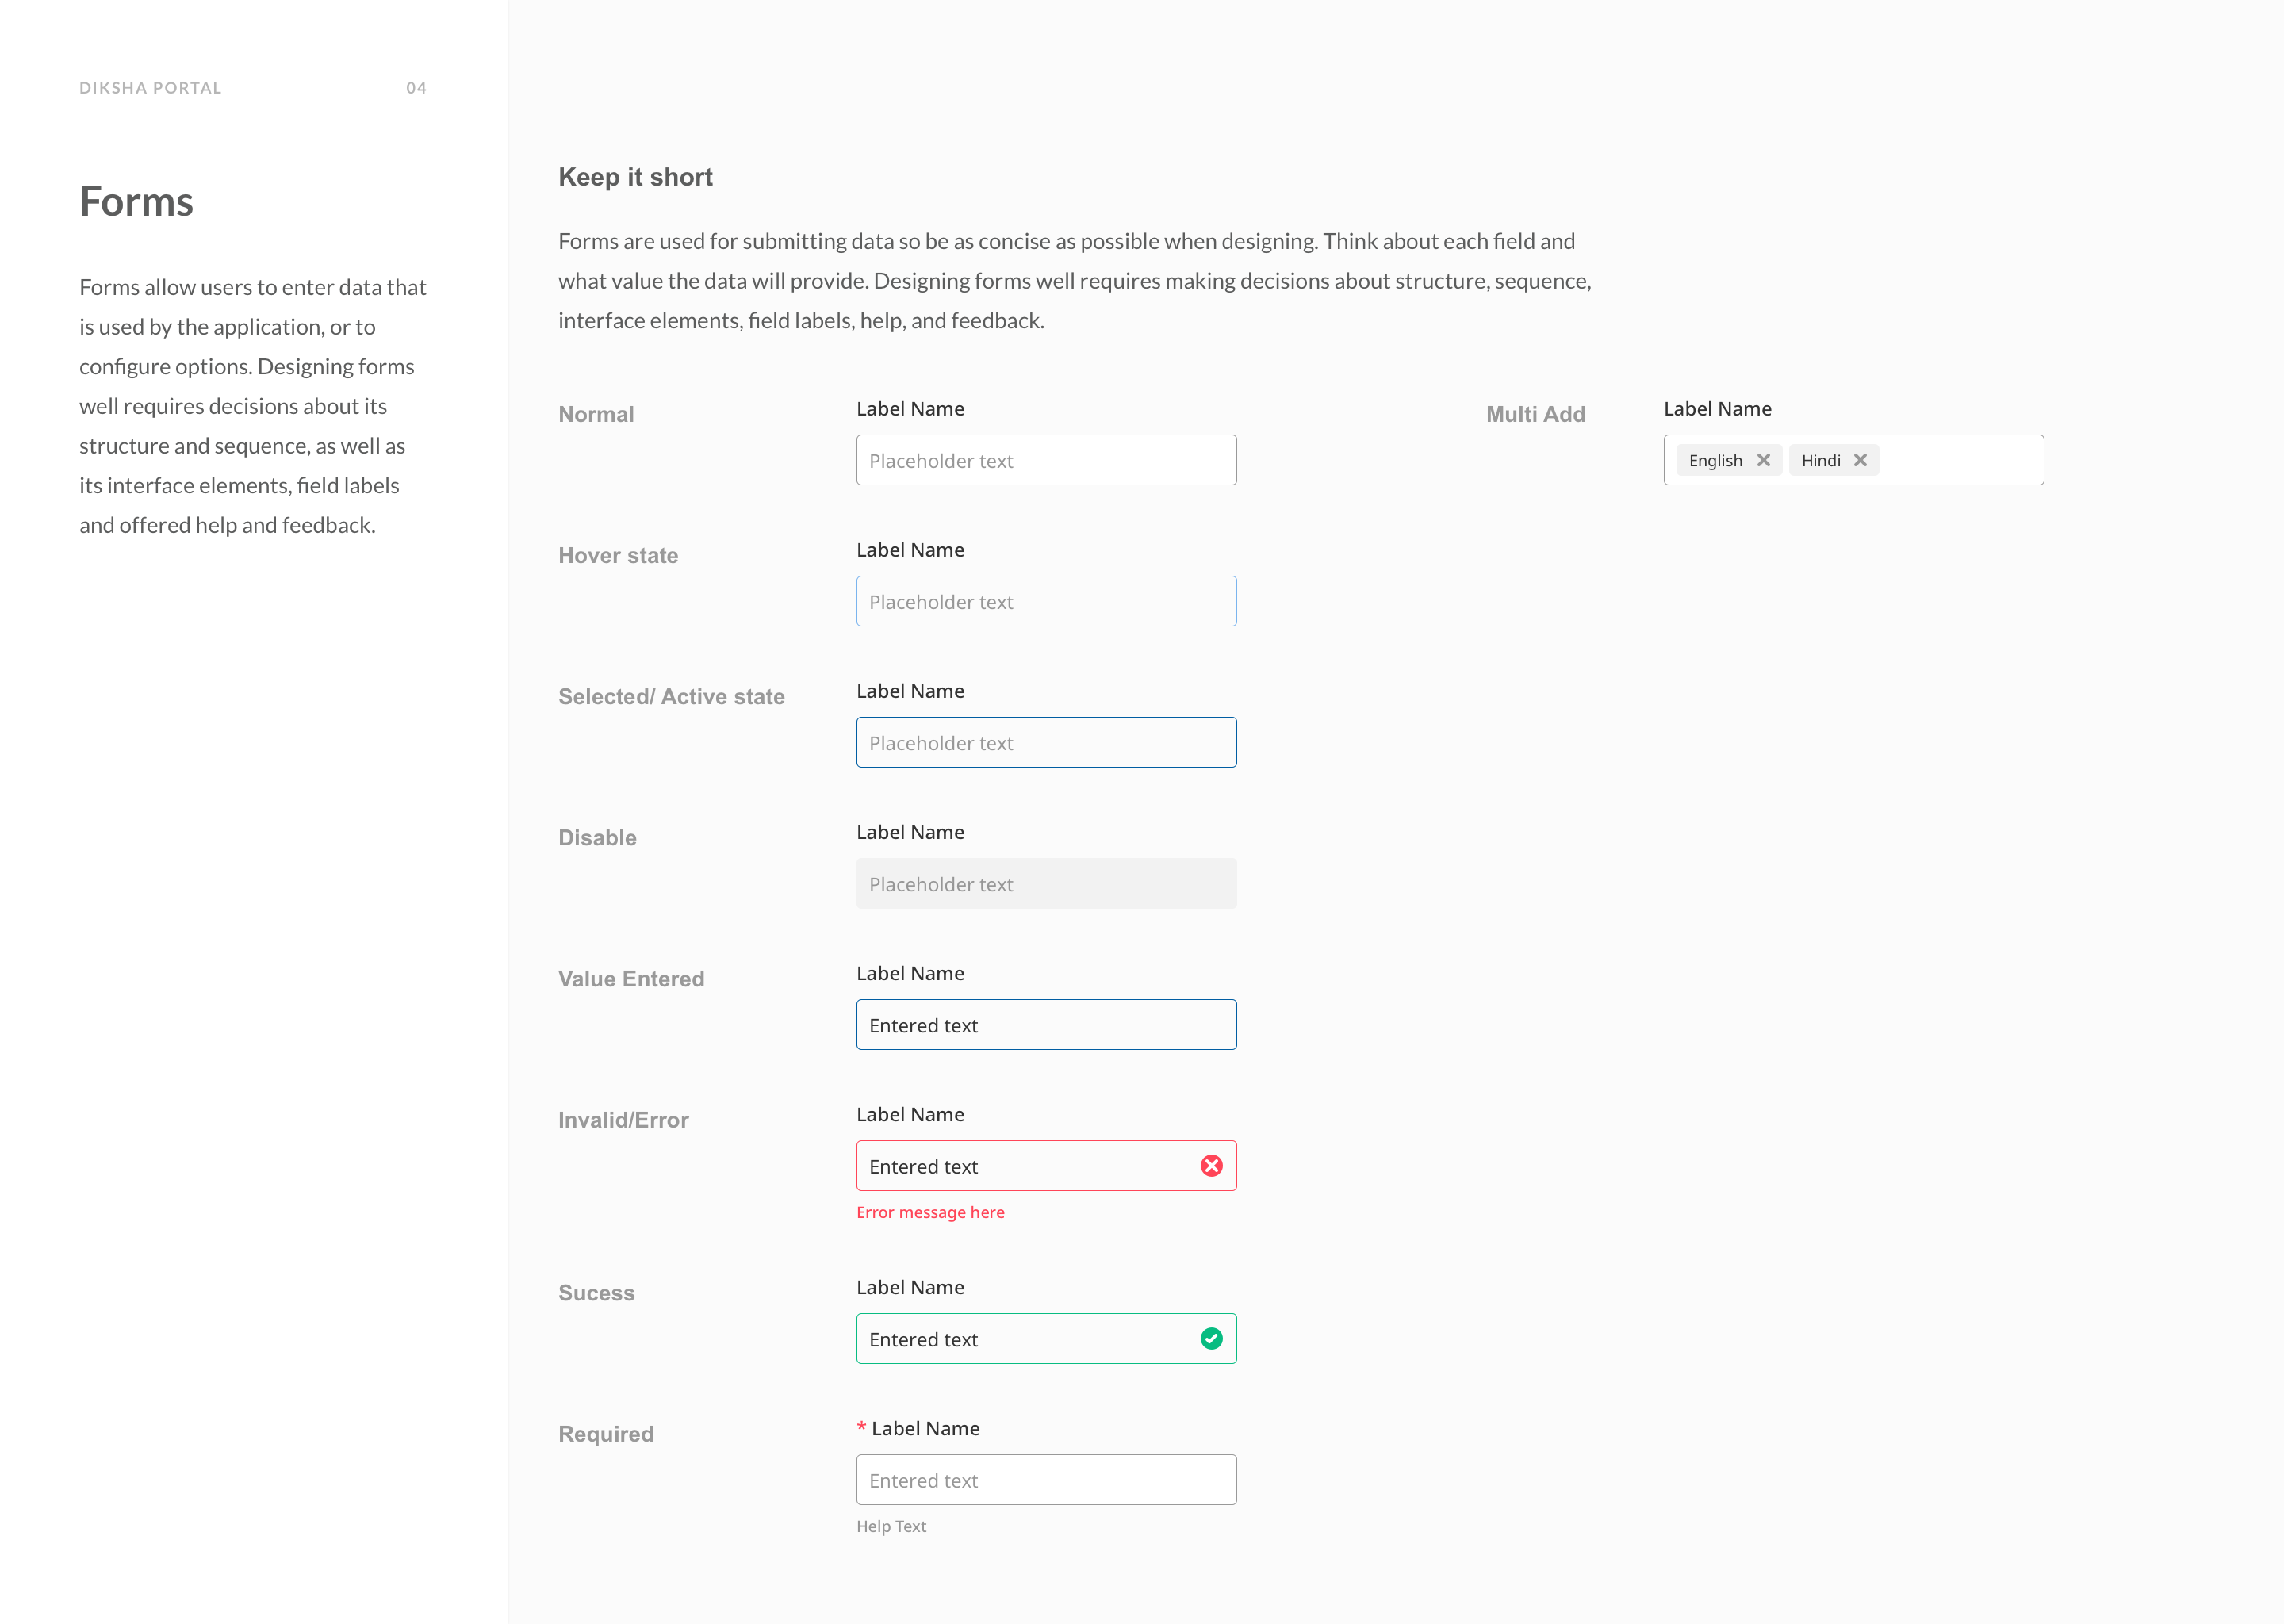 DIKSHA PORTAL 04
Forms
Forms allow users to enter data that
is used by the application, or to
configure options. Designing forms
well requires decisions about its
structure and sequence, as well as
its interface elements, field labels
and offered help and feedback.
Keep it short
Forms are used for submitting data so be as concise as possible when designing. Think about each field and
what value the data will provide. Designing forms well requires making decisions about structure, sequence,
interface elements, field labels, help, and feedback.
Normal
Label Name
Placeholder text
Multi Add
Label Name
English Hindi
Hover state
Label Name
Placeholder text
Selected/ Active state
Label Name
Placeholder text
Disable
Label Name
Placeholder text
Value Entered
Label Name
Entered text
Invalid/Error
Label Name
Entered text
Error message here
Sucess
Label Name
Entered text
Required
* Label Name
Entered text
Help Text